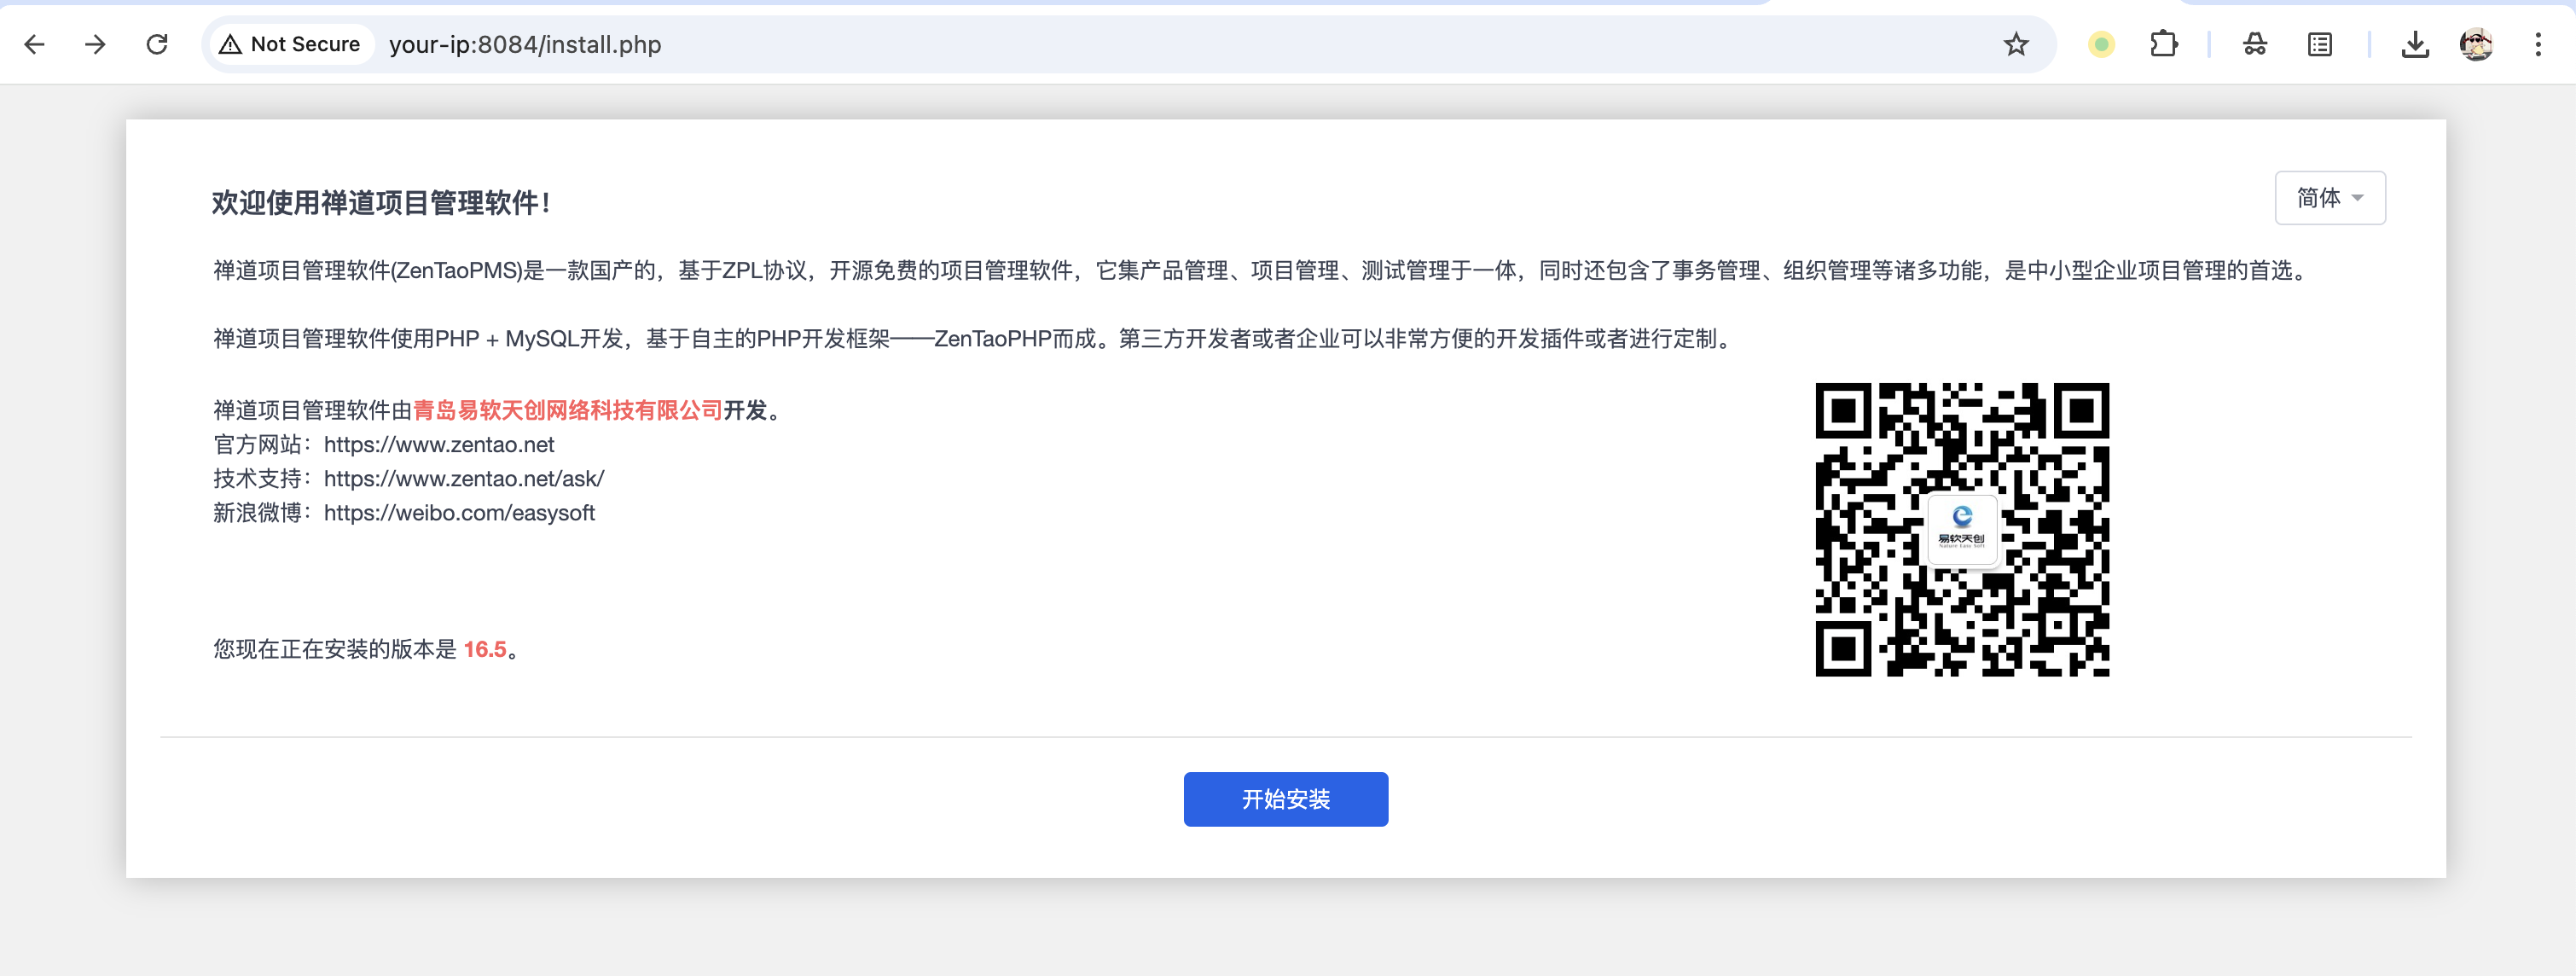 Not Secure your-ip:8084/install.php
欢迎使用禅道项目管理软件！
简体
禅道项目管理软件(ZenTaoPMS)是一款国产的，基于ZPL协议，开源免费的项目管理软件，它集产品管理、项目管理、测试管理于一体，同时还包含了事务管理、组织管理等诸多功能，是中小型企业项目管理的首选。
禅道项目管理软件使用PHP + MySQL开发，基于自主的PHP开发框架——ZenTaoPHP而成。第三方开发者或者企业可以非常方便的开发插件或者进行定制。
禅道项目管理软件由青岛易软天创网络科技有限公司开发。
官方网站：https://www.zentao.net
技术支持：https://www.zentao.net/ask/
新浪微博：https://weibo.com/easysoft
易软天创
Nature Easy Soft
您现在正在安装的版本是 16.5。
开始安装